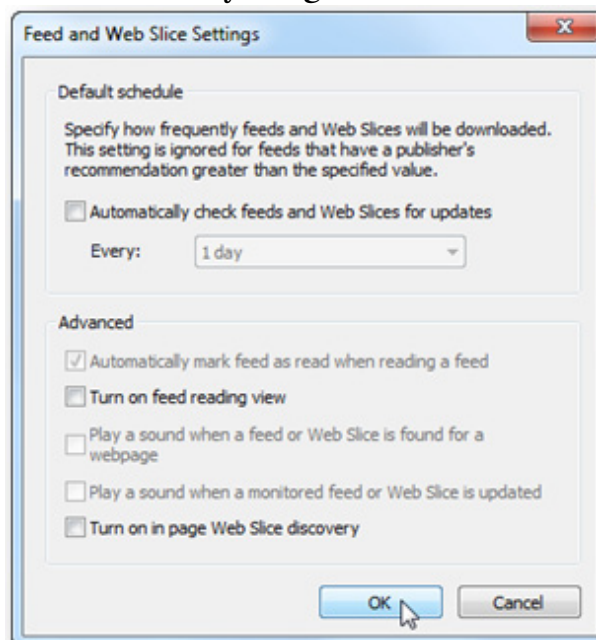 Feed and Web Slice Settings
Default schedule
Specify how frequently feeds and Web Slices will be downloaded.
This setting is ignored for feeds that have a publisher's
recommendation greater than the specified value.
Automatically check feeds and Web Slices for updates
Every: 1 day
Advanced
Automatically mark feed as read when reading a feed
Turn on feed reading view
Play a sound when a feed or Web Slice is found for a
webpage
Play a sound when a monitored feed or Web Slice is updated
Turn on in page Web Slice discovery
OK Cancel